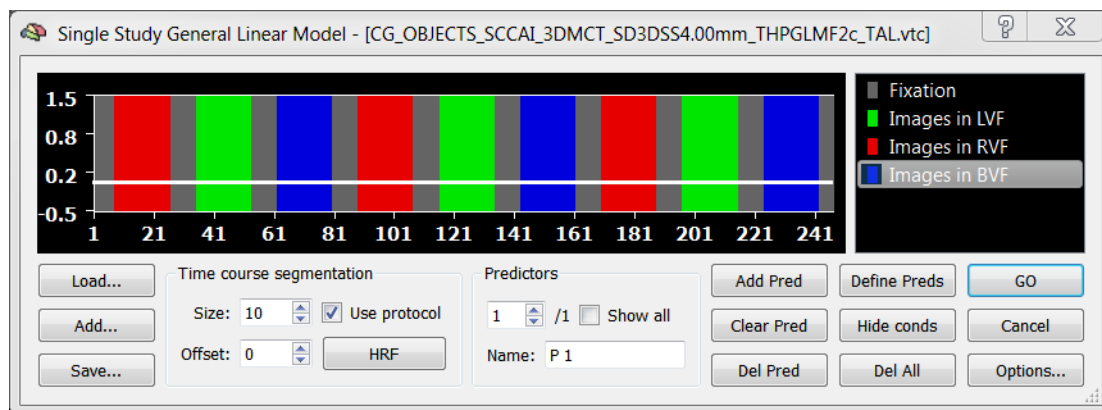 Single Study General Linear Model - [CG_OBJECTS_SCCAI_3DMCT_SD3DSS4.00mm_THPGLMF2c_TAL.vtc]
1.5
0.8
0.2
-0.5
1 21 41 61 81 101 121 141 161 181 201 221 241
Fixation
Images in LVF
Images in RVF
Images in BVF
Load...
Add...
Save...
Time course segmentation
Size: 10 Use protocol
Offset: 0 HRF
Predictors
1 /1 Show all
Name: P 1
Add Pred Define Preds GO
Clear Pred Hide conds Cancel
Del Pred Del All Options...